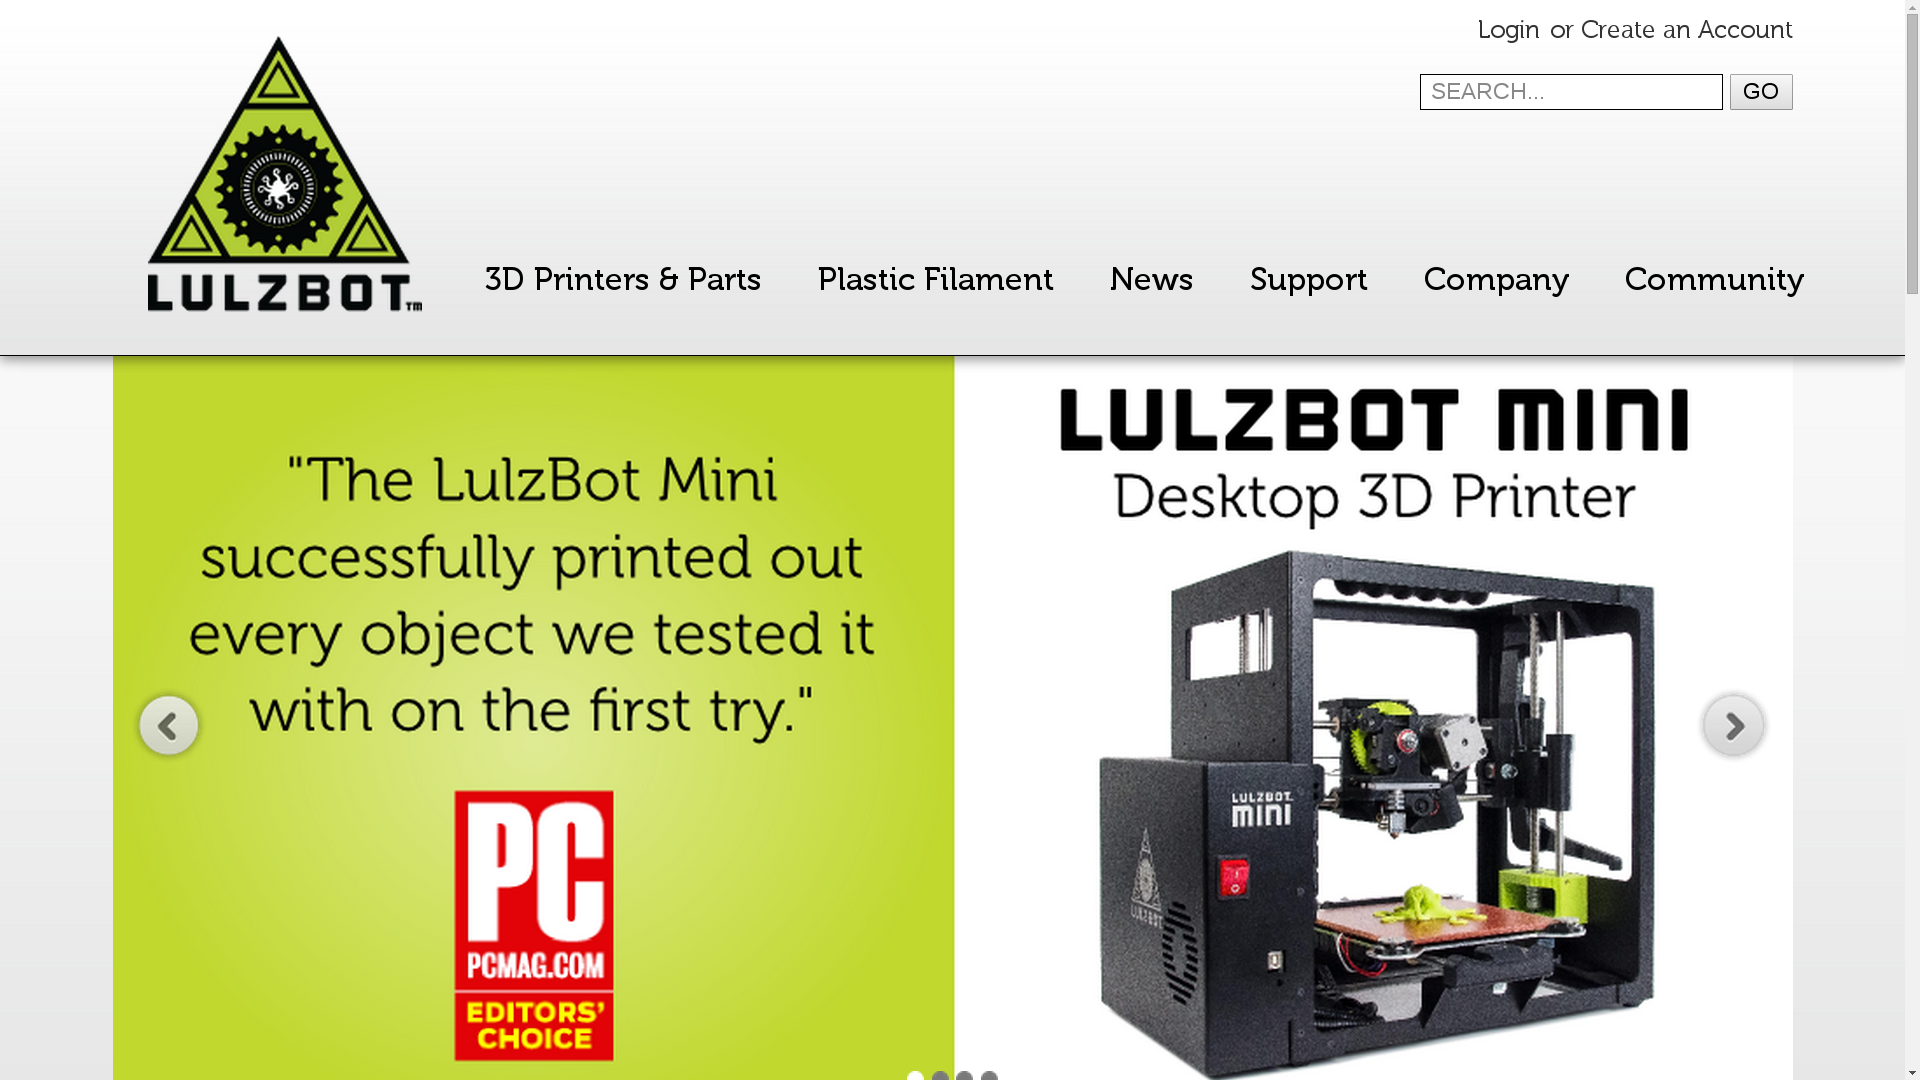 Login or Create an Account
SEARCH...
GO
LULZBOT™
3D Printers & Parts
Plastic Filament
News
Support
Company
Community
"The LulzBot Mini
successfully printed out
every object we tested it
with on the first try."
PC
PCMAG.COM
EDITORS'
CHOICE
LULZBOT MINI
Desktop 3D Printer
LULZBOT
MINI
LULZBOT